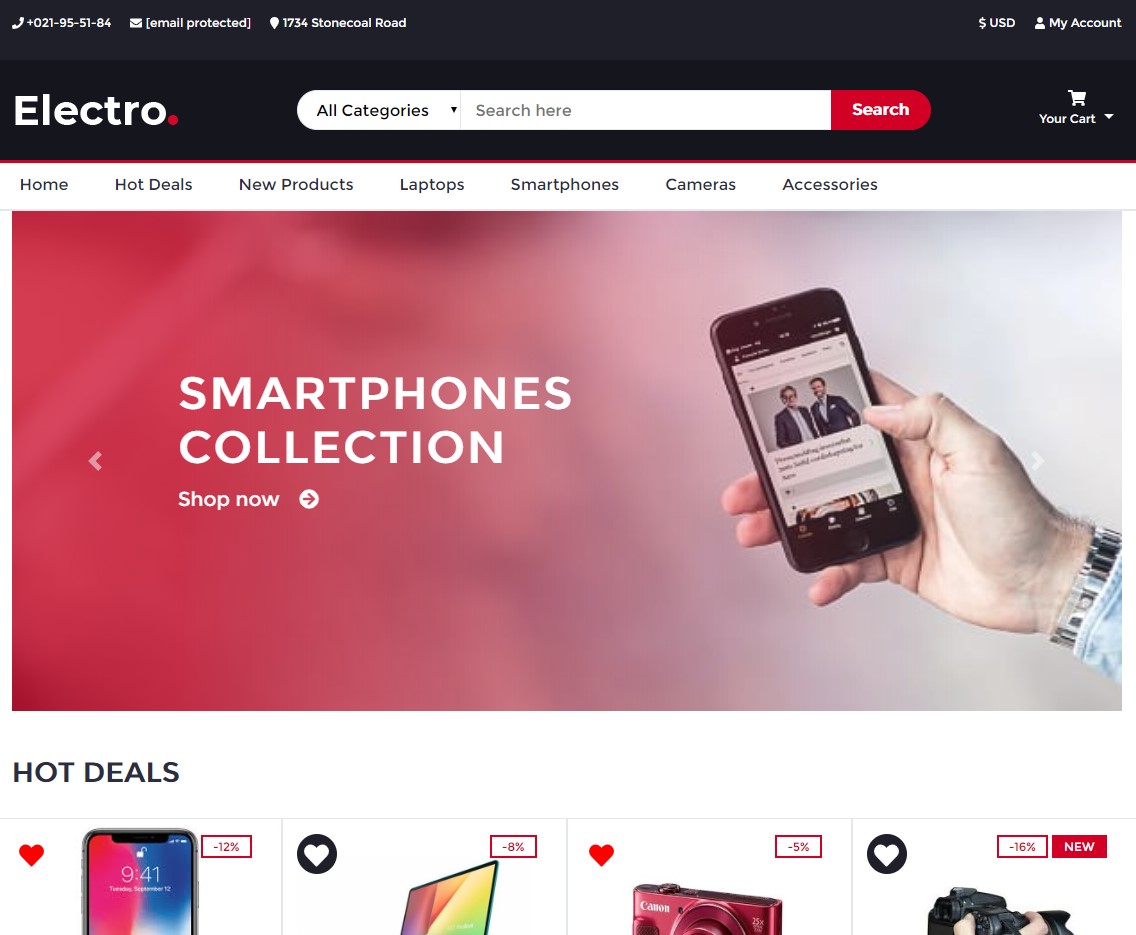 +021-95-51-84 [email protected] 1734 Stonecoal Road $ USD My Account
Electro.
All Categories Search here Search
Your Cart
Home Hot Deals New Products Laptops Smartphones Cameras Accessories
SMARTPHONES
COLLECTION
Shop now
HOT DEALS
-12% -8% -5% -16% NEW
9:41
Tuesday, September 12
Canon
25x